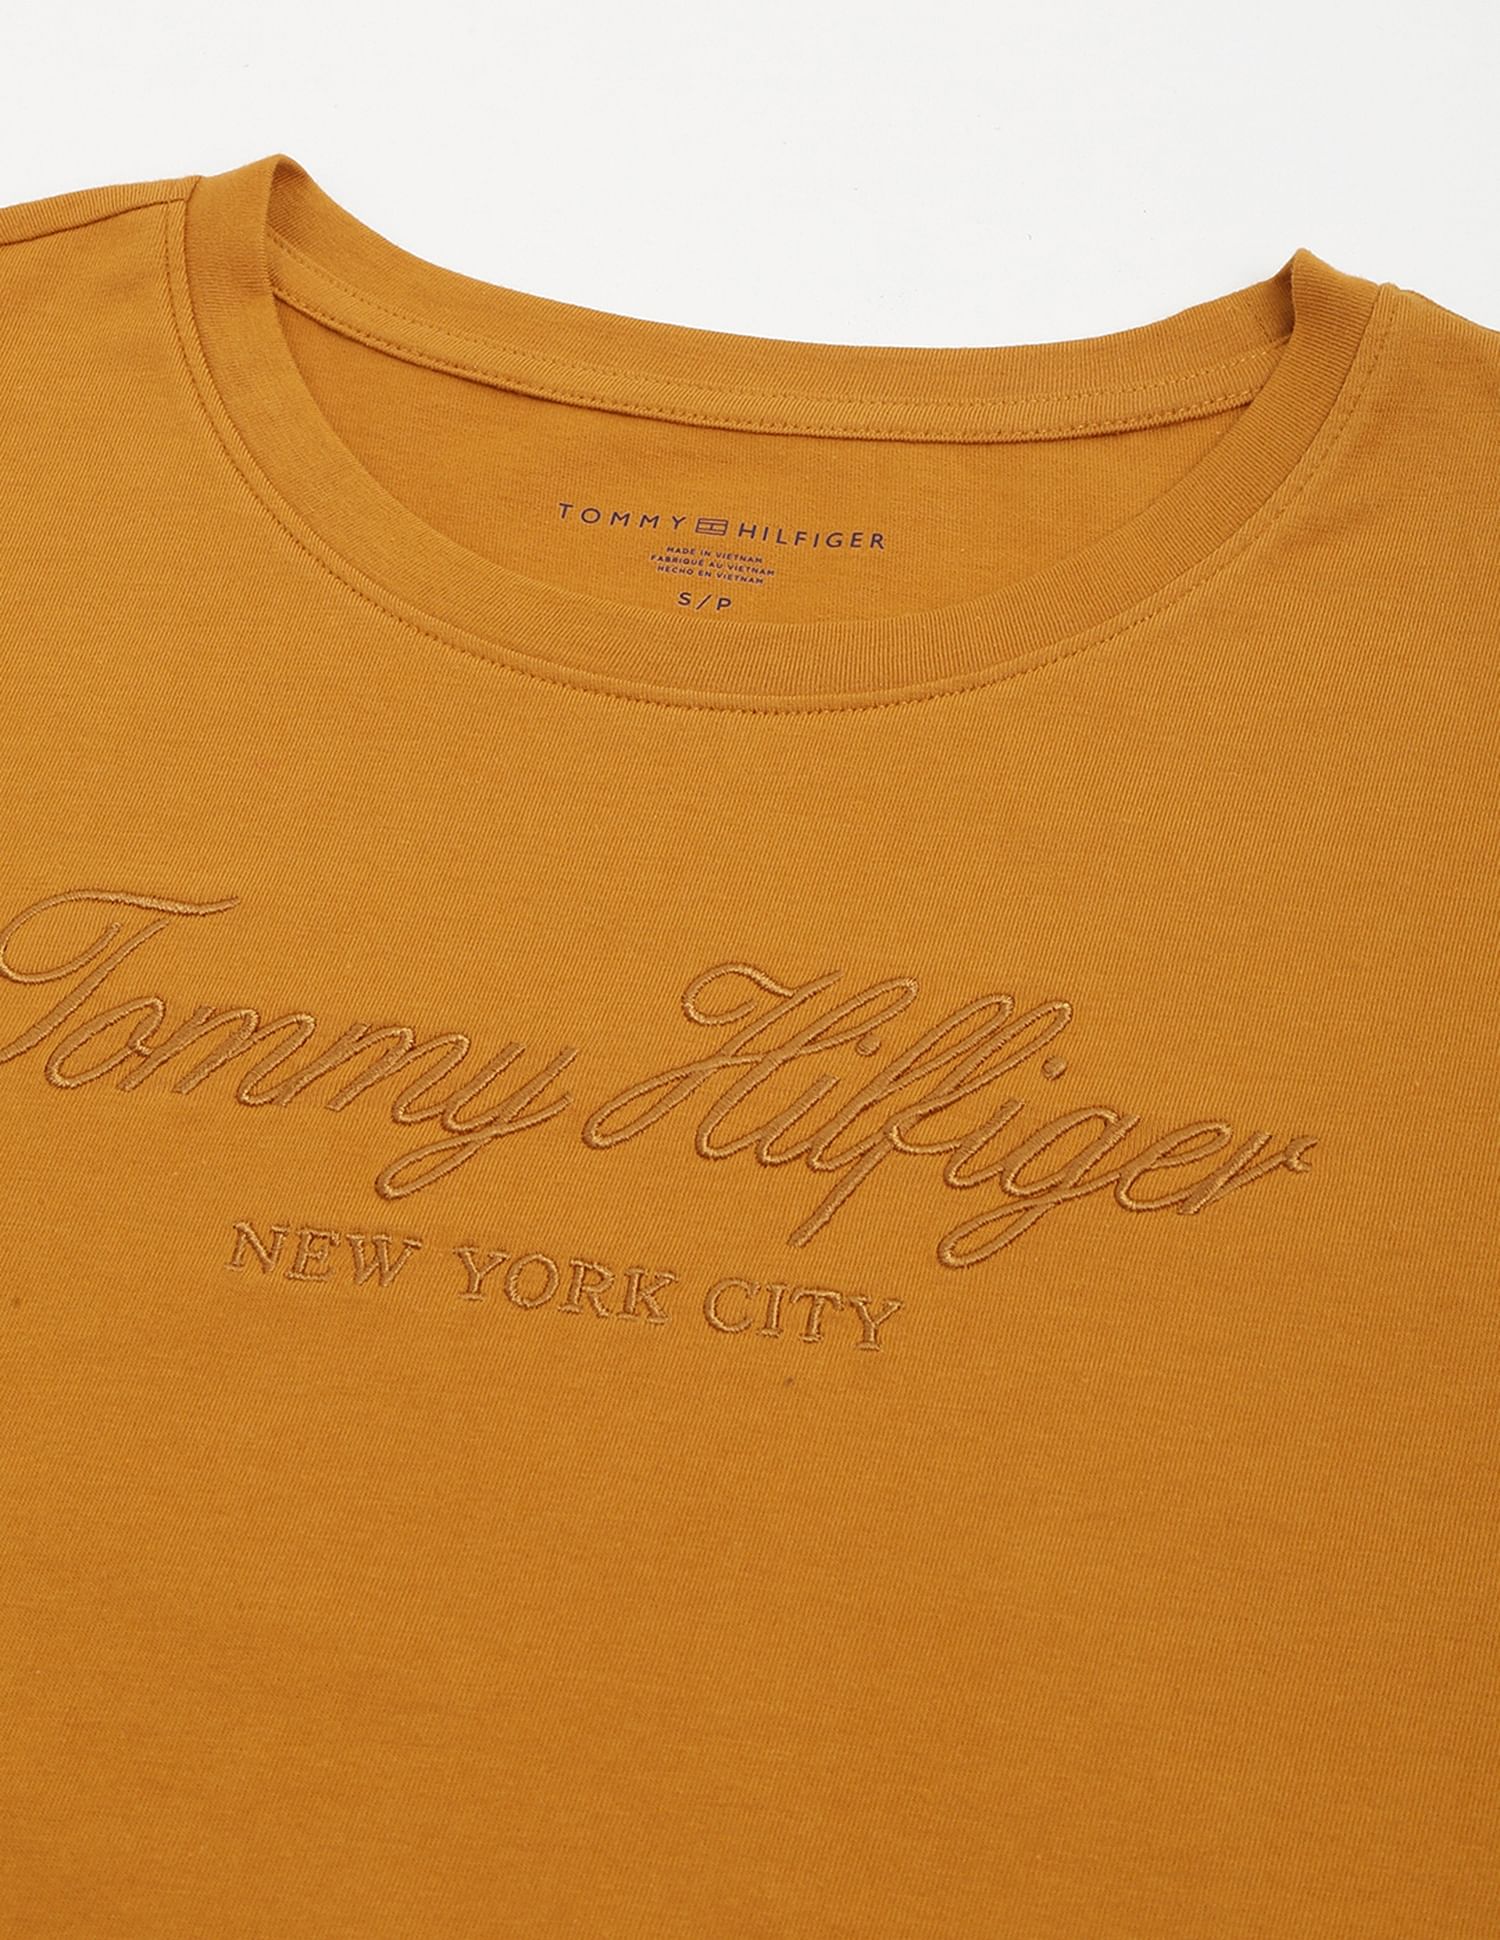 TOMMY HILFIGER
MADE IN VIETNAM
FABRIQUÉ AU VIETNAM
HECHO EN VIETNAM
S/P
Tommy Hilfiger
NEW YORK CITY